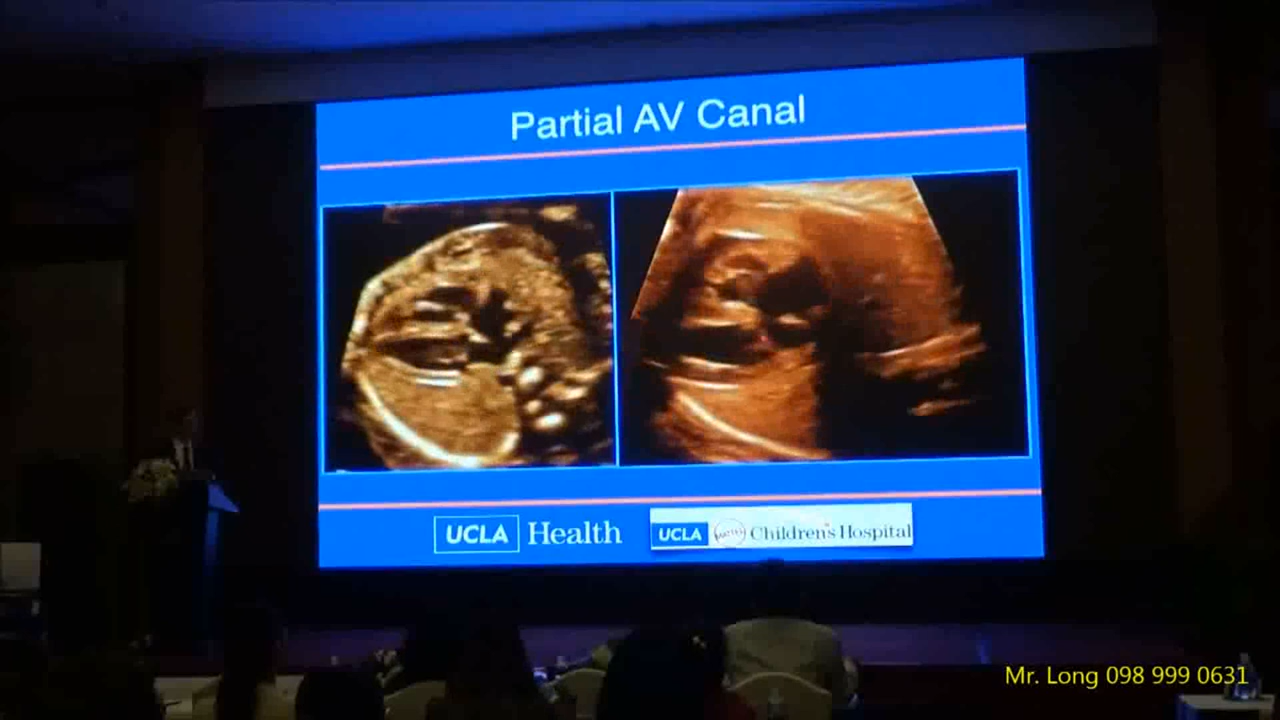 Partial AV Canal
UCLA Health
UCLA Children's Hospital
Mr. Long 098 999 0631